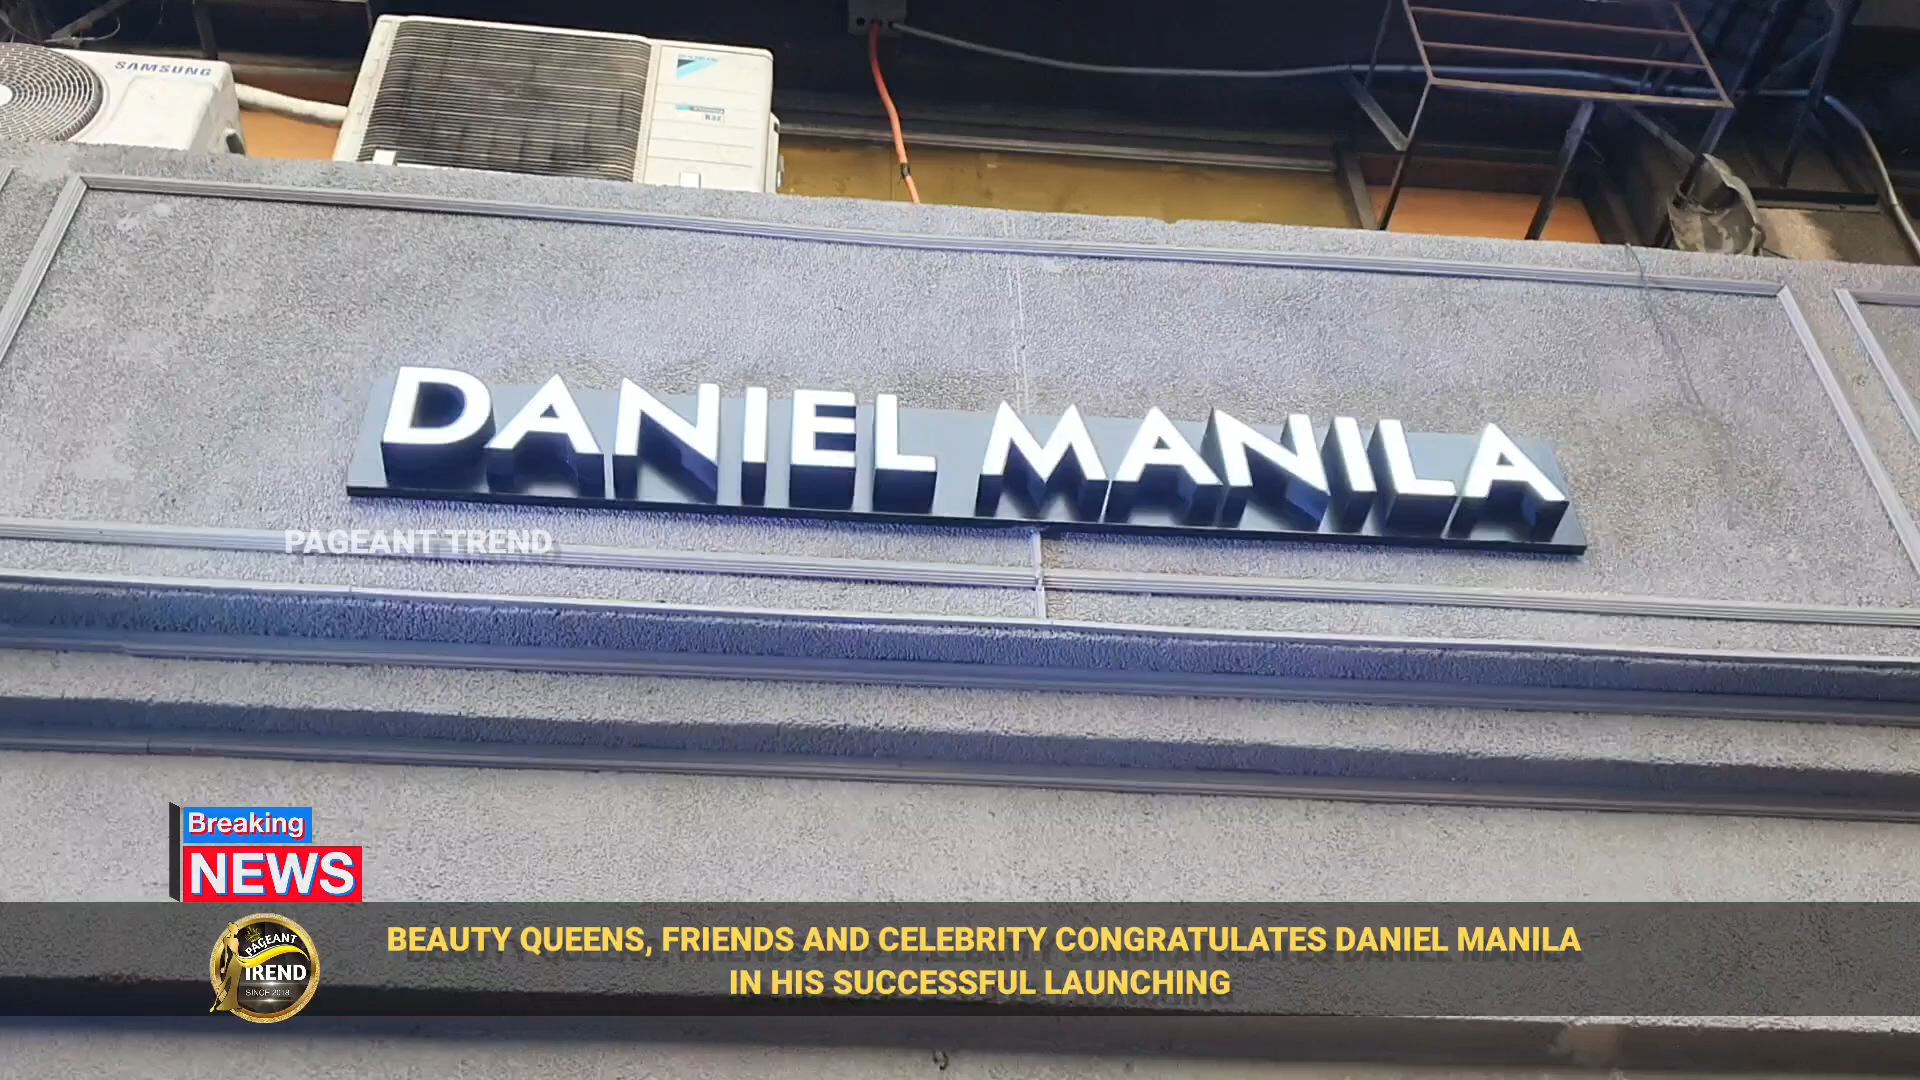 SAMSUNG
R32
DANIEL MANILA
PAGEANT TREND
Breaking
NEWS
PAGEANT
TREND
SINCE 2018
BEAUTY QUEENS, FRIENDS AND CELEBRITY CONGRATULATES DANIEL MANILA
IN HIS SUCCESSFUL LAUNCHING